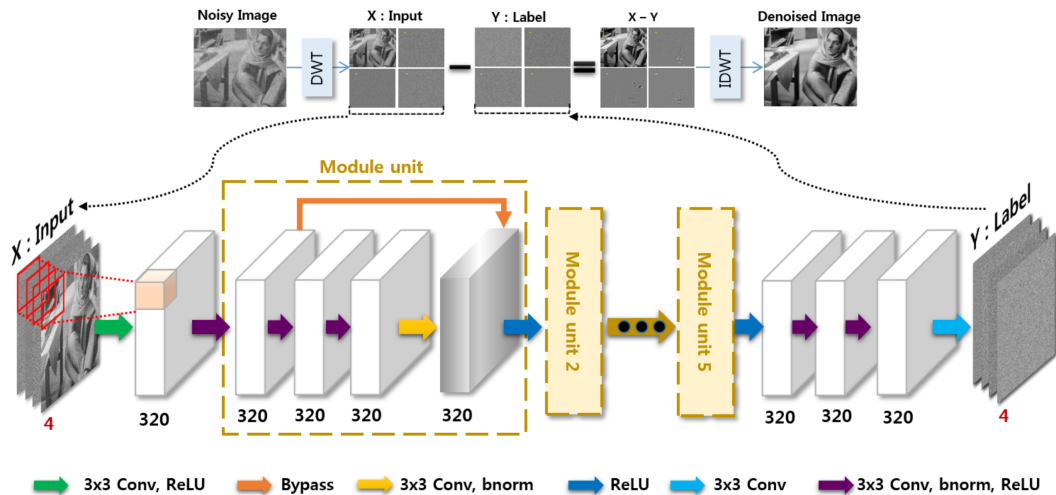 Noisy Image
X : Input
Y : Label
X – Y
Denoised Image
DWT
IDWT
Module unit
X : Input
Y : Label
Module unit 2
Module unit 5
4
320
320
320
320
320
320
320
320
4
3x3 Conv, ReLU
Bypass
3x3 Conv, bnorm
ReLU
3x3 Conv
3x3 Conv, bnorm, ReLU